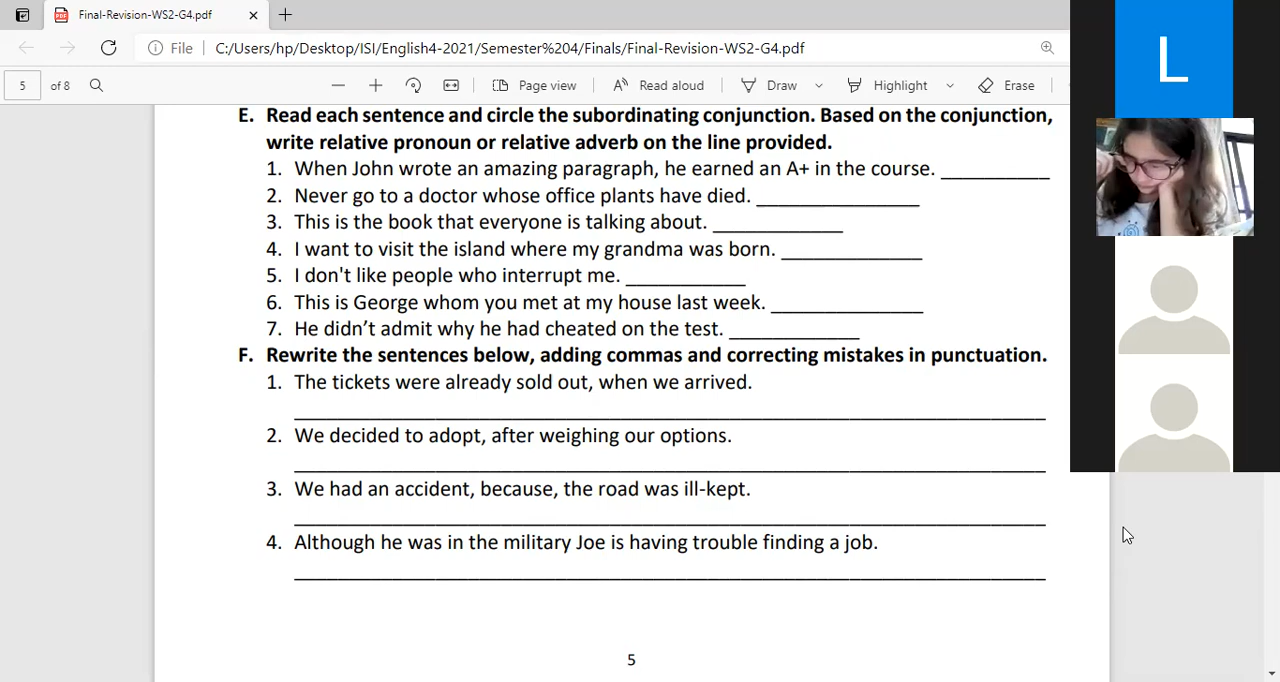 Final-Revision-WS2-G4.pdf
File C:/Users/hp/Desktop/ISI/English4-2021/Semester%204/Finals/Final-Revision-WS2-G4.pdf
5 of 8 Page view Read aloud Draw Highlight Erase
L
E. Read each sentence and circle the subordinating conjunction. Based on the conjunction,
write relative pronoun or relative adverb on the line provided.
1. When John wrote an amazing paragraph, he earned an A+ in the course. __________
2. Never go to a doctor whose office plants have died. _______________
3. This is the book that everyone is talking about. ____________
4. I want to visit the island where my grandma was born. _____________
5. I don't like people who interrupt me. ___________
6. This is George whom you met at my house last week. ______________
7. He didn’t admit why he had cheated on the test. ____________
F. Rewrite the sentences below, adding commas and correcting mistakes in punctuation.
1. The tickets were already sold out, when we arrived.
2. We decided to adopt, after weighing our options.
3. We had an accident, because, the road was ill-kept.
4. Although he was in the military Joe is having trouble finding a job.
5